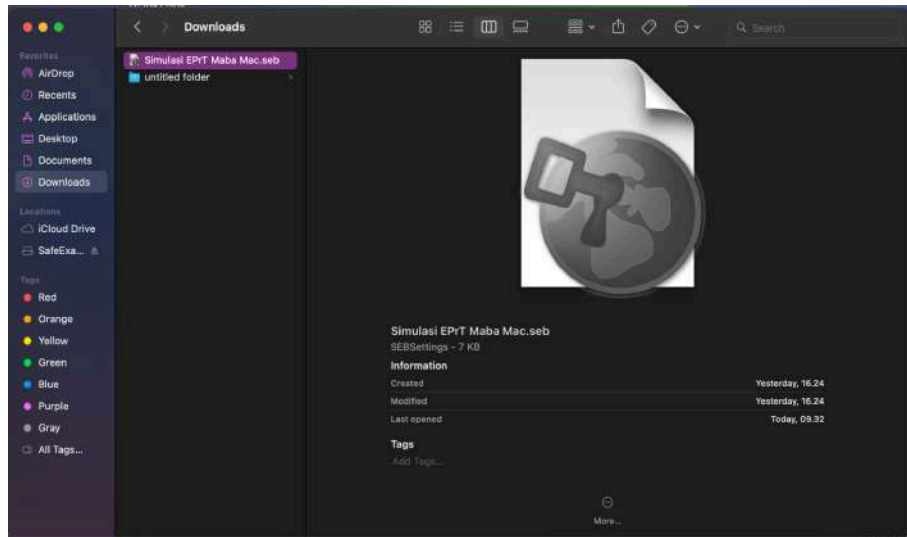 Downloads
Search
Favorites
AirDrop
Recents
Applications
Desktop
Documents
Downloads
Locations
iCloud Drive
SafeExa...
Tags
Red
Orange
Yellow
Green
Blue
Purple
Gray
All Tags...
Simulasi EPrT Maba Mac.seb
untitled folder
Simulasi EPrT Maba Mac.seb
SEBSettings - 7 KB
Information
Created Yesterday, 16.24
Modified Yesterday, 16.24
Last opened Today, 09.32
Tags
Add Tags...
More...